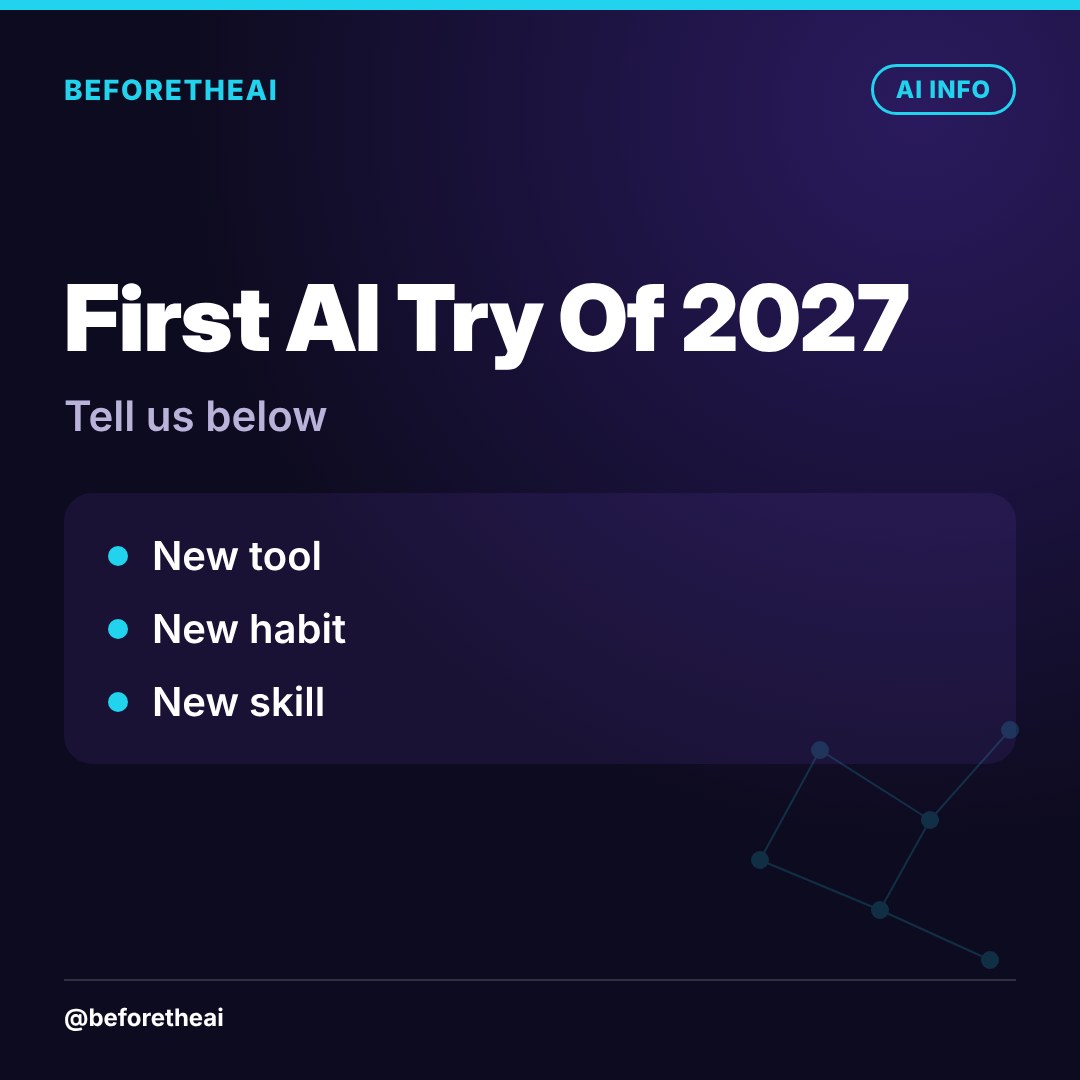 BEFORETHEAI
AI INFO
First AI Try Of 2027
Tell us below
New tool
New habit
New skill
@beforetheai